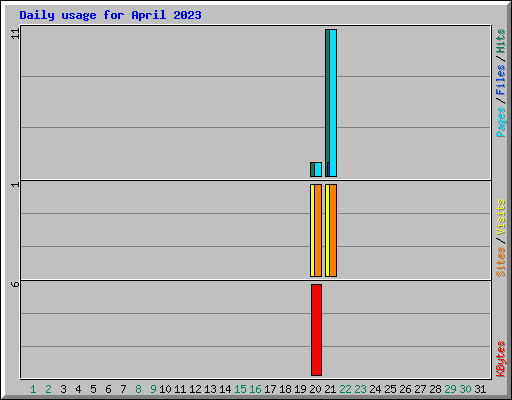 Daily usage for April 2023
11
1
6
Pages / Files / Hits
Sites / Visits
KBytes
1 2 3 4 5 6 7 8 9 10 11 12 13 14 15 16 17 18 19 20 21 22 23 24 25 26 27 28 29 30 31